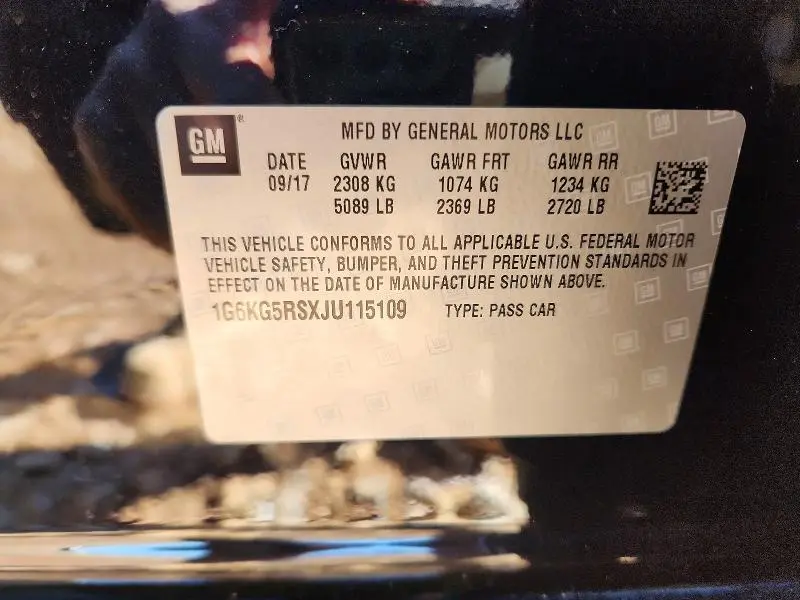 GM®
MFD BY GENERAL MOTORS LLC
DATE GVWR GAWR FRT GAWR RR
09/17 2308 KG 1074 KG 1234 KG
5089 LB 2369 LB 2720 LB
THIS VEHICLE CONFORMS TO ALL APPLICABLE U.S. FEDERAL MOTOR
VEHICLE SAFETY, BUMPER, AND THEFT PREVENTION STANDARDS IN
EFFECT ON THE DATE OF MANUFACTURE SHOWN ABOVE.
1G6KG5RSXJU115109 TYPE: PASS CAR